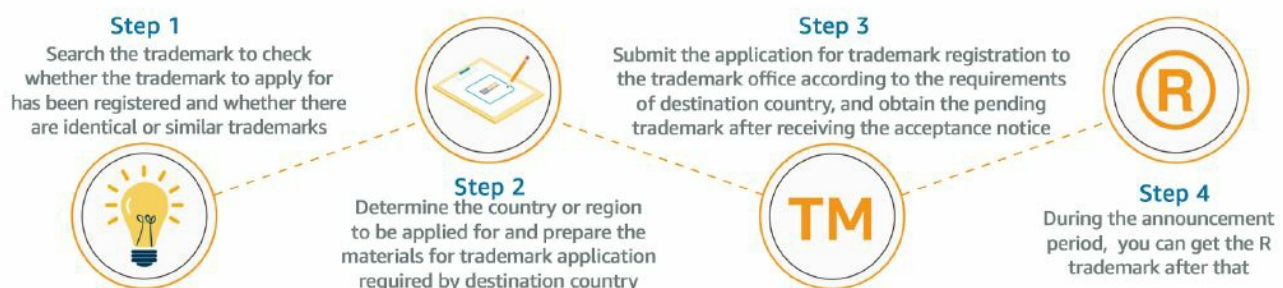 Step 1
Search the trademark to check
whether the trademark to apply for
has been registered and whether there
are identical or similar trademarks
Step 2
Determine the country or region
to be applied for and prepare the
materials for trademark application
required by destination country
Step 3
Submit the application for trademark registration to
the trademark office according to the requirements
of destination country, and obtain the pending
trademark after receiving the acceptance notice
TM
R
Step 4
During the announcement
period, you can get the R
trademark after that